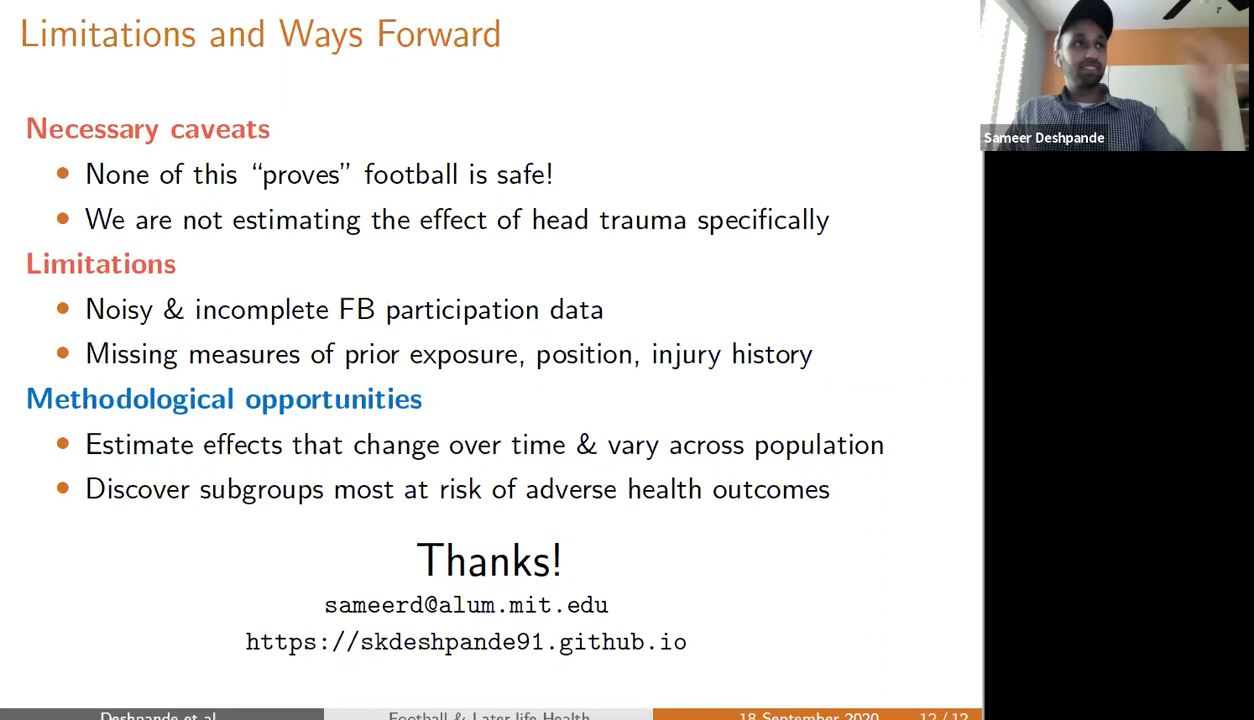 Limitations and Ways Forward
Necessary caveats
None of this “proves” football is safe!
We are not estimating the effect of head trauma specifically
Limitations
Noisy & incomplete FB participation data
Missing measures of prior exposure, position, injury history
Methodological opportunities
Estimate effects that change over time & vary across population
Discover subgroups most at risk of adverse health outcomes
Thanks!
sameerd@alum.mit.edu
https://skdeshpande91.github.io
Deshpande et al
Football & Later life Health
18 September 2020
12 / 12
Sameer Deshpande